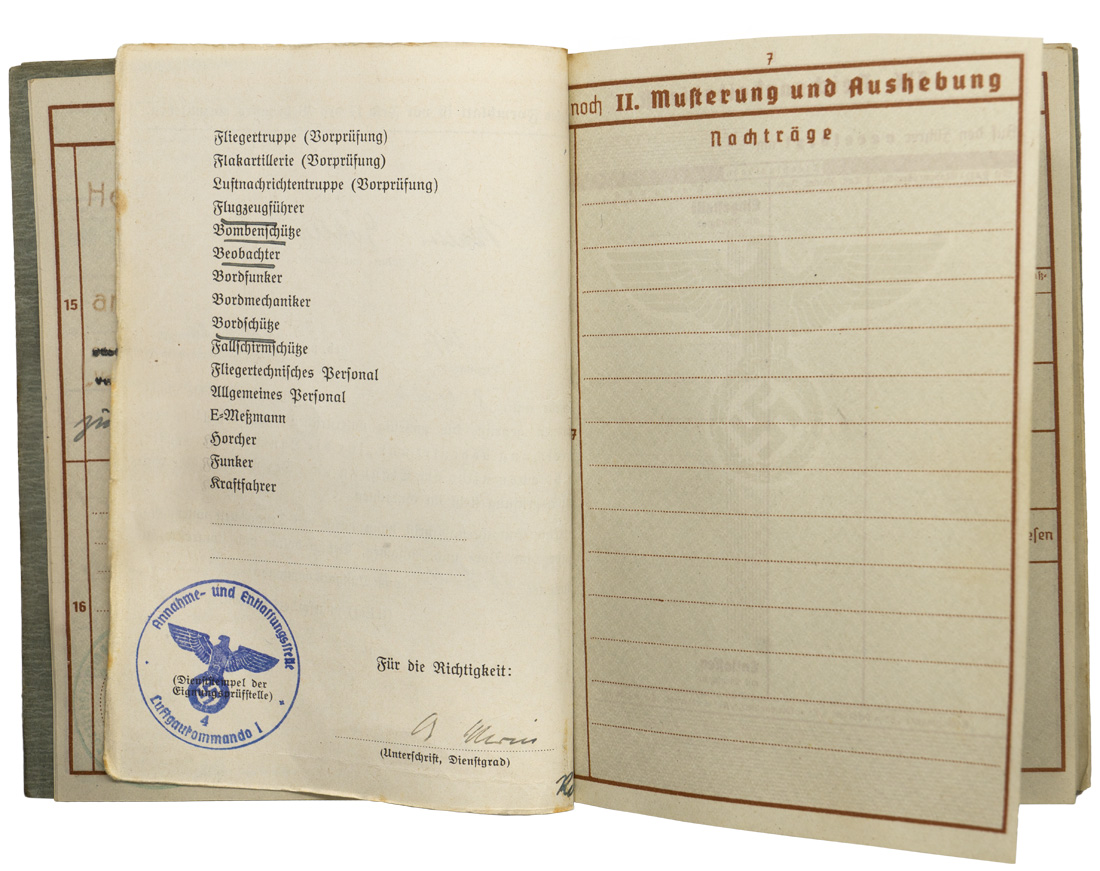 Fliegertruppe (Vorprüfung)
Flakartillerie (Vorprüfung)
Luftnachrichtentruppe (Vorprüfung)
Flugzeugführer
Bombenschütze
Beobachter
Bordfunker
Bordmechaniker
Bordschütze
Fallschirmschütze
Fliegertechnisches Personal
Allgemeines Personal
E-Meßmann
Horcher
Funker
Kraftfahrer
Annahme- und Entlassungsstelle
(Dienststempel der
Eignungsprüfstelle)
4
Luftgaukommando I
Für die Richtigkeit:
(Unterschrift, Dienstgrad)
15
16
7
noch II. Musterung und Aushebung
Nachträge
7